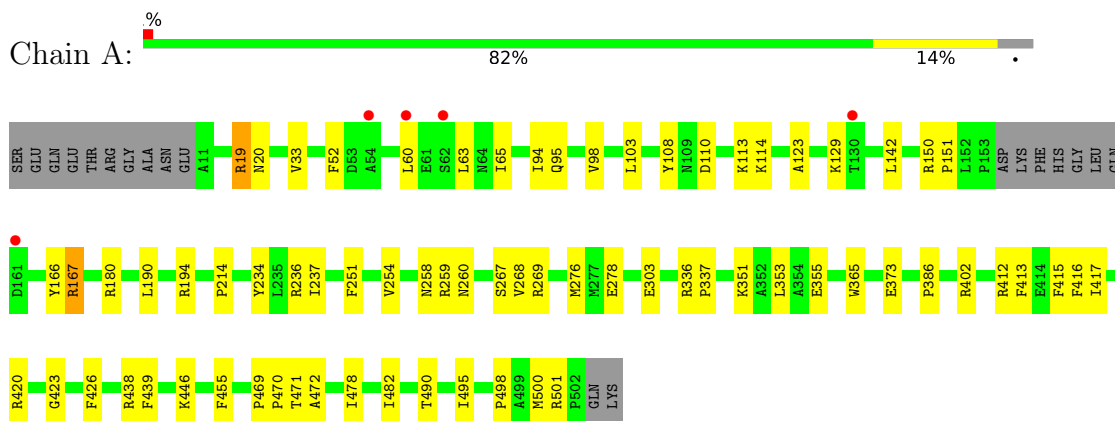 .%
Chain A:
82% 14% •
SER GLU GLN GLU THR ARG GLY ALA ASN GLU A11 R19 N20 V33 F52 D53 A54 L60 E61 S62 L63 N64 I65 I94 Q95 V98 L103 Y108 N109 D110 K113 K114 A123 K129 T130 L142 R150 P151 L152 P153 ASP LYS PHE HIS GLY LEU GLN
D161 Y166 R167 R180 L190 R194 P214 Y234 L235 R236 I237 F251 V254 N258 R259 N260 S267 V268 R269 M276 M277 E278 E303 R336 P337 K351 A352 L353 A354 E355 W365 E373 P386 R402 R412 F413 E414 F415 F416 I417
R420 G423 F426 R438 F439 K446 F455 P469 P470 T471 A472 I478 I482 T490 I495 P498 A499 M500 R501 P502 GLN LYS